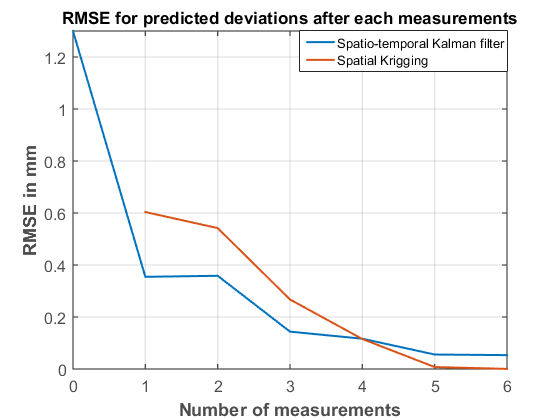 RMSE for predicted deviations after each measurements
Spatio-temporal Kalman filter
Spatial Krigging
RMSE in mm
1.2
1
0.8
0.6
0.4
0.2
0
0 1 2 3 4 5 6
Number of measurements